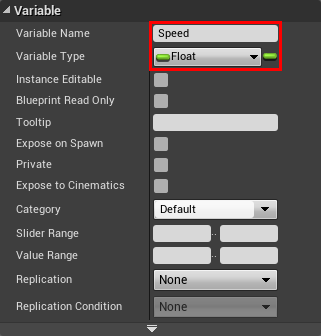 Variable
Variable Name Speed
Variable Type Float
Instance Editable
Blueprint Read Only
Tooltip
Expose on Spawn
Private
Expose to Cinematics
Category Default
Slider Range ..
Value Range ..
Replication None
Replication Condition None